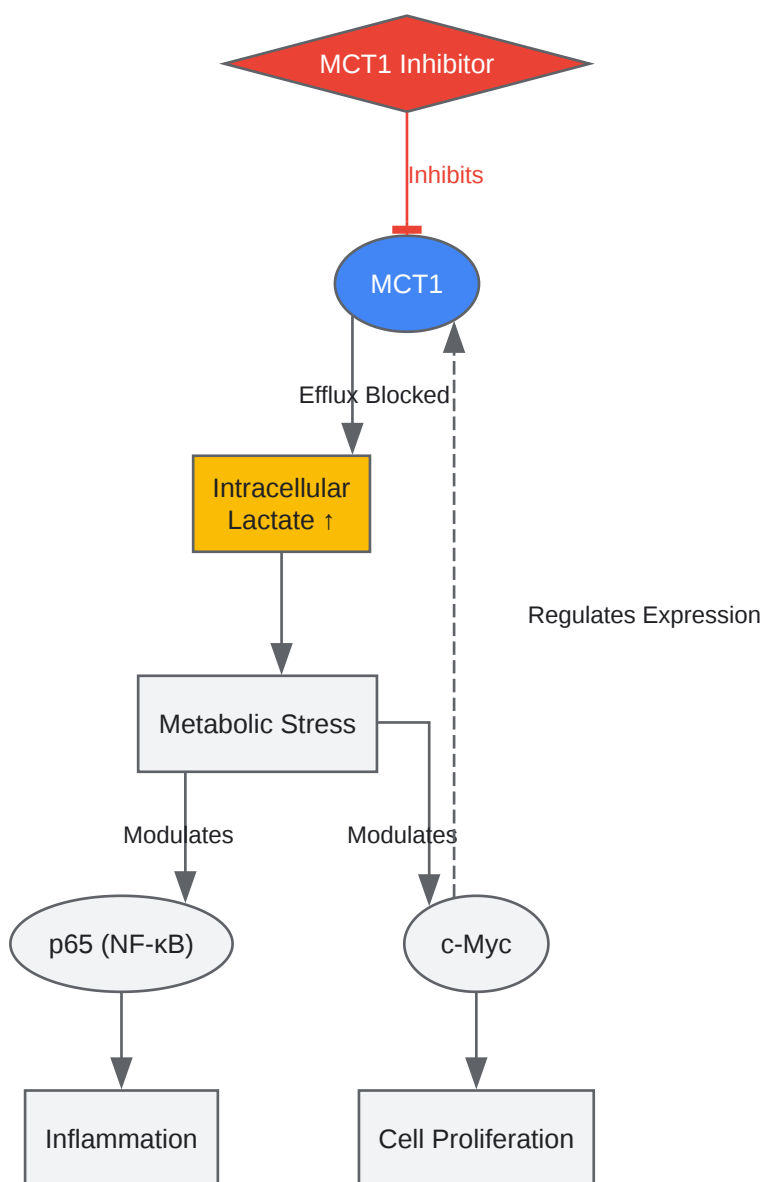 MCT1 Inhibitor
Inhibits
MCT1
Efflux Blocked
Intracellular
Lactate ↑
Regulates Expression
Metabolic Stress
Modulates
Modulates
p65 (NF-κB)
c-Myc
Inflammation
Cell Proliferation